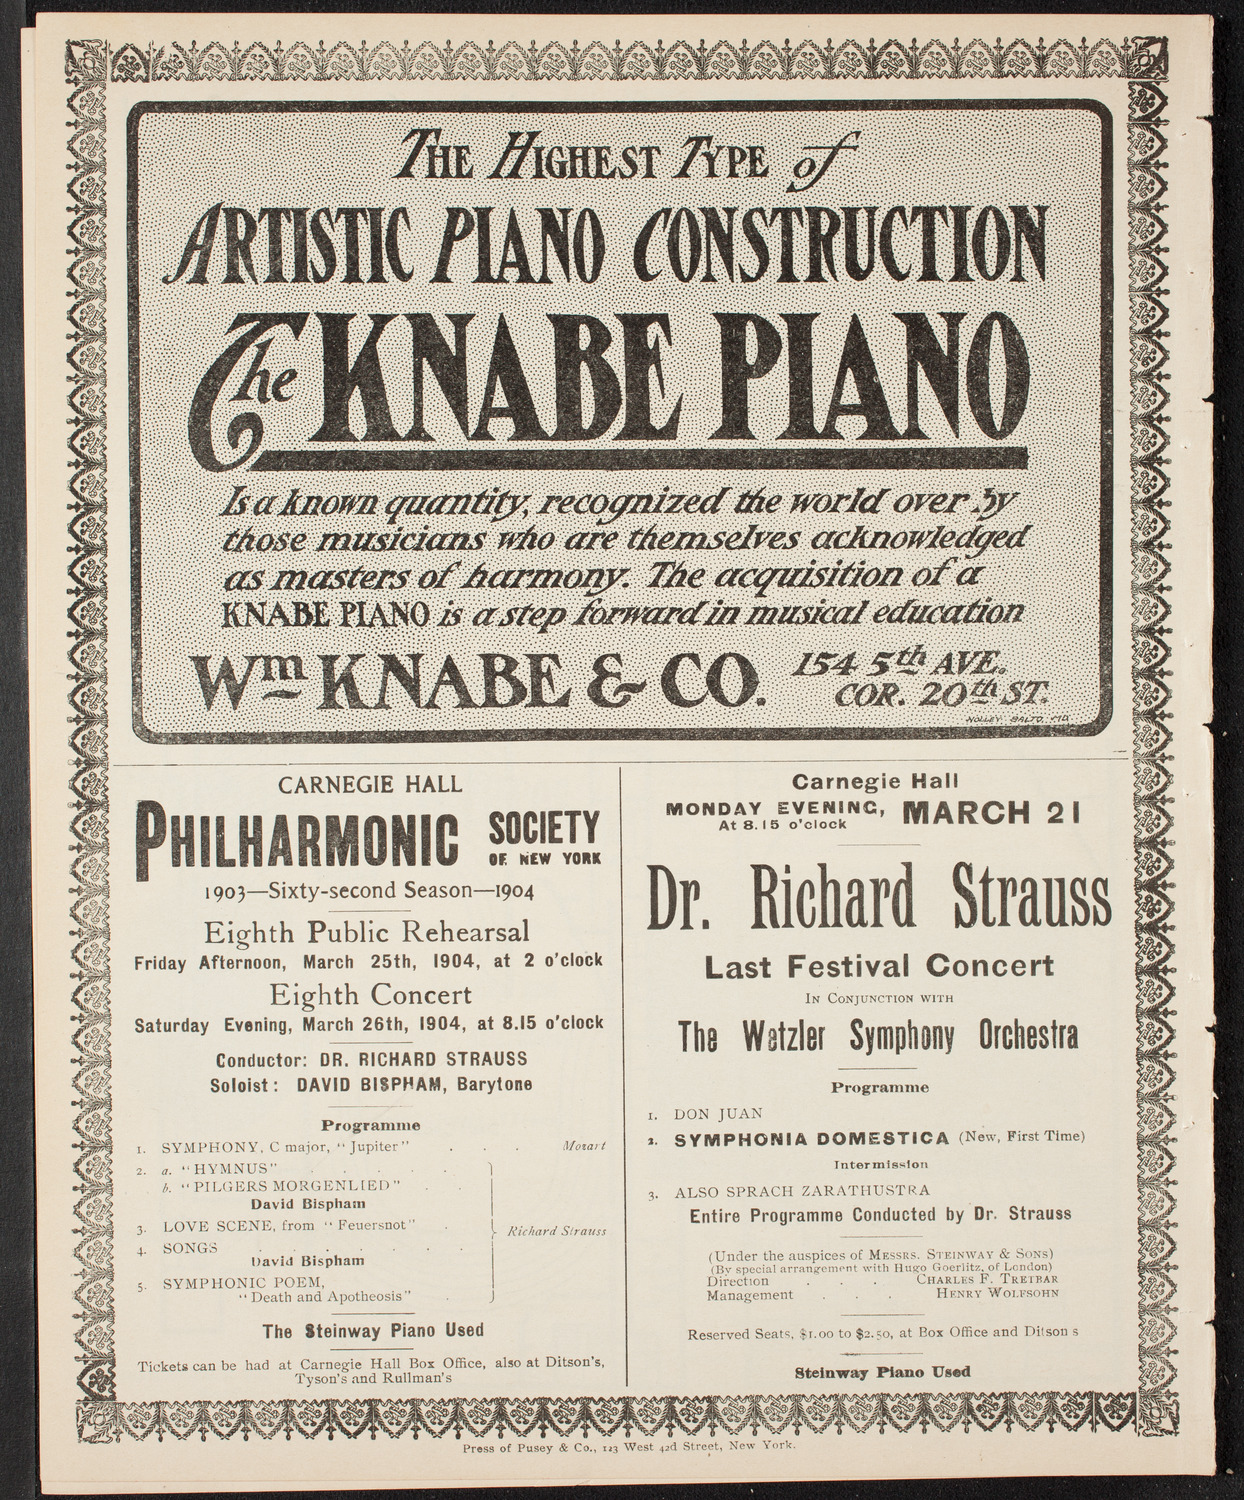 THE HIGHEST TYPE of
ARTISTIC PIANO CONSTRUCTION
The KNABE PIANO
Is a known quantity, recognized the world over by
those musicians who are themselves acknowledged
as masters of harmony. The acquisition of a
KNABE PIANO is a step forward in musical education
Wm KNABE & CO. 154 5th AVE.
COR. 20th ST.
CARNEGIE HALL
PHILHARMONIC SOCIETY
OF NEW YORK
1903—Sixty-second Season—1904
Eighth Public Rehearsal
Friday Afternoon, March 25th, 1904, at 2 o'clock
Eighth Concert
Saturday Evening, March 26th, 1904, at 8.15 o'clock
Conductor: DR. RICHARD STRAUSS
Soloist: DAVID BISPHAM, Barytone
Programme
1. SYMPHONY, C major, "Jupiter" . . . Mozart
2. a. "HYMNUS" . . . . .
b. "PILGERS MORGENLIED" . .
David Bispham
3. LOVE SCENE, from "Feuersnot" .
Richard Strauss
4. SONGS . . . . . .
David Bispham
5. SYMPHONIC POEM,
"Death and Apotheosis"
The Steinway Piano Used
Tickets can be had at Carnegie Hall Box Office, also at Ditson's,
Tyson's and Rullman's
Carnegie Hall
MONDAY EVENING, MARCH 21
At 8.15 o'clock
Dr. Richard Strauss
Last Festival Concert
IN CONJUNCTION WITH
The Wetzler Symphony Orchestra
Programme
1. DON JUAN
2. SYMPHONIA DOMESTICA (New, First Time)
Intermission
3. ALSO SPRACH ZARATHUSTRA
Entire Programme Conducted by Dr. Strauss
(Under the auspices of MESSRS. STEINWAY & SONS)
(By special arrangement with Hugo Goerlitz, of London)
Direction . . . CHARLES F. TRETBAR
Management . . . HENRY WOLFSOHN
Reserved Seats, $1.00 to $2.50, at Box Office and Ditson s
Steinway Piano Used
Press of Pusey & Co., 123 West 42d Street, New York.